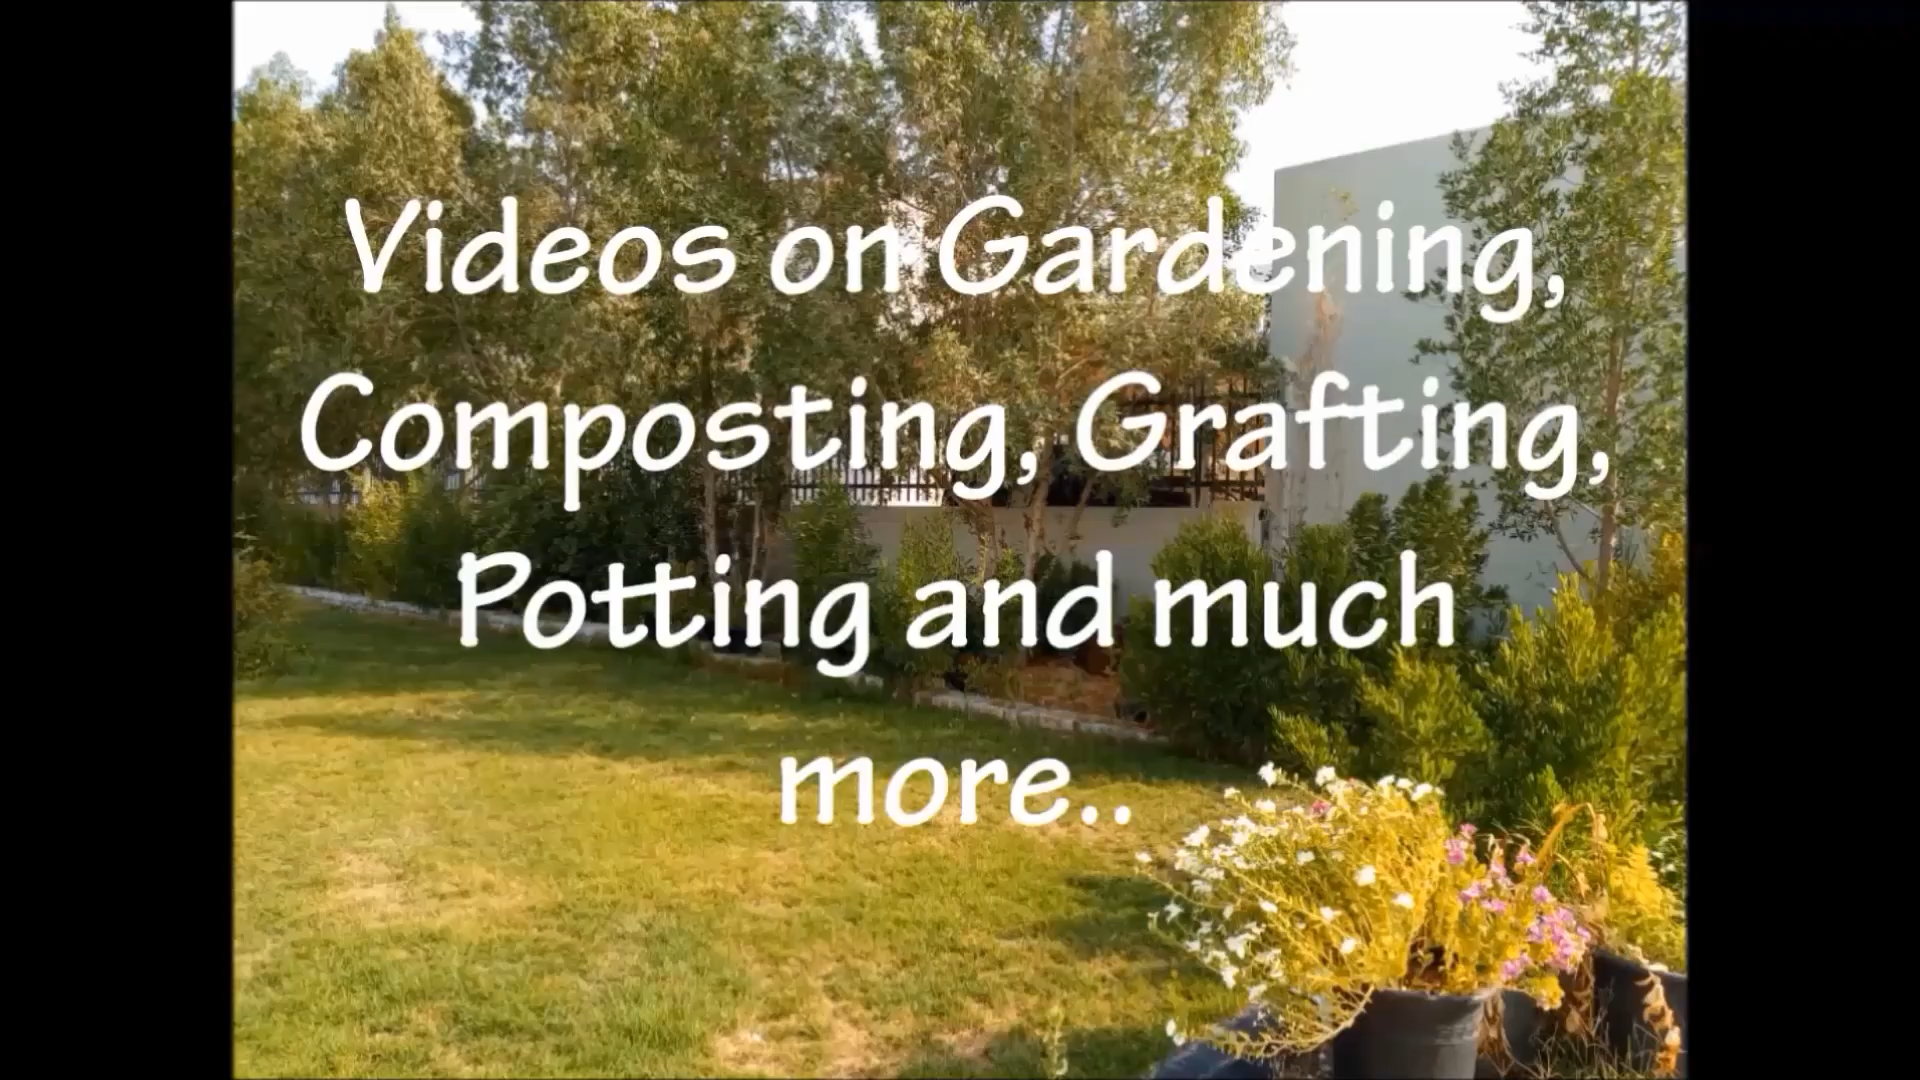 Videos on Gardening,
Composting, Grafting,
Potting and much
more..